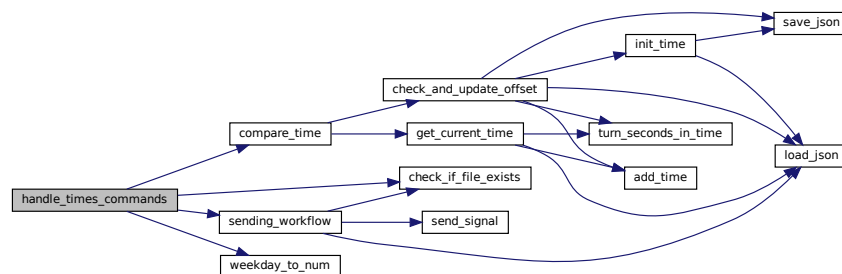 handle_times_commands
compare_time
check_and_update_offset
init_time
save_json
get_current_time
turn_seconds_in_time
add_time
load_json
check_if_file_exists
sending_workflow
send_signal
weekday_to_num